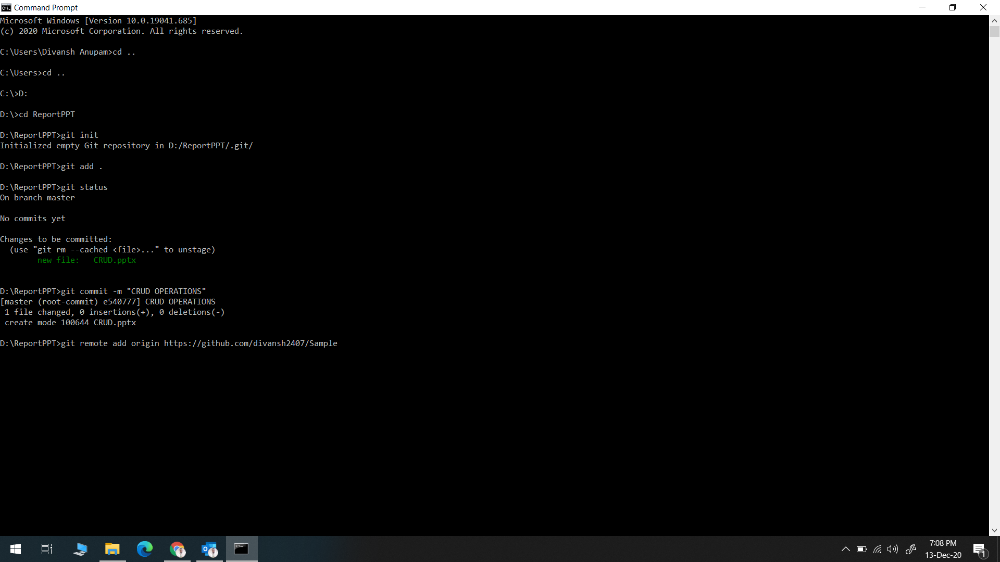 Command Prompt
Microsoft Windows [Version 10.0.19041.685]
(c) 2020 Microsoft Corporation. All rights reserved.
C:\Users\Divansh Anupam>cd ..
C:\Users>cd ..
C:\>D:
D:\>cd ReportPPT
D:\ReportPPT>git init
Initialized empty Git repository in D:/ReportPPT/.git/
D:\ReportPPT>git add .
D:\ReportPPT>git status
On branch master
No commits yet
Changes to be committed:
  (use "git rm --cached <file>..." to unstage)
        new file:   CRUD.pptx
D:\ReportPPT>git commit -m "CRUD OPERATIONS"
[master (root-commit) e540777] CRUD OPERATIONS
 1 file changed, 0 insertions(+), 0 deletions(-)
 create mode 100644 CRUD.pptx
D:\ReportPPT>git remote add origin https://github.com/divansh2407/Sample
7:08 PM
13-Dec-20
1